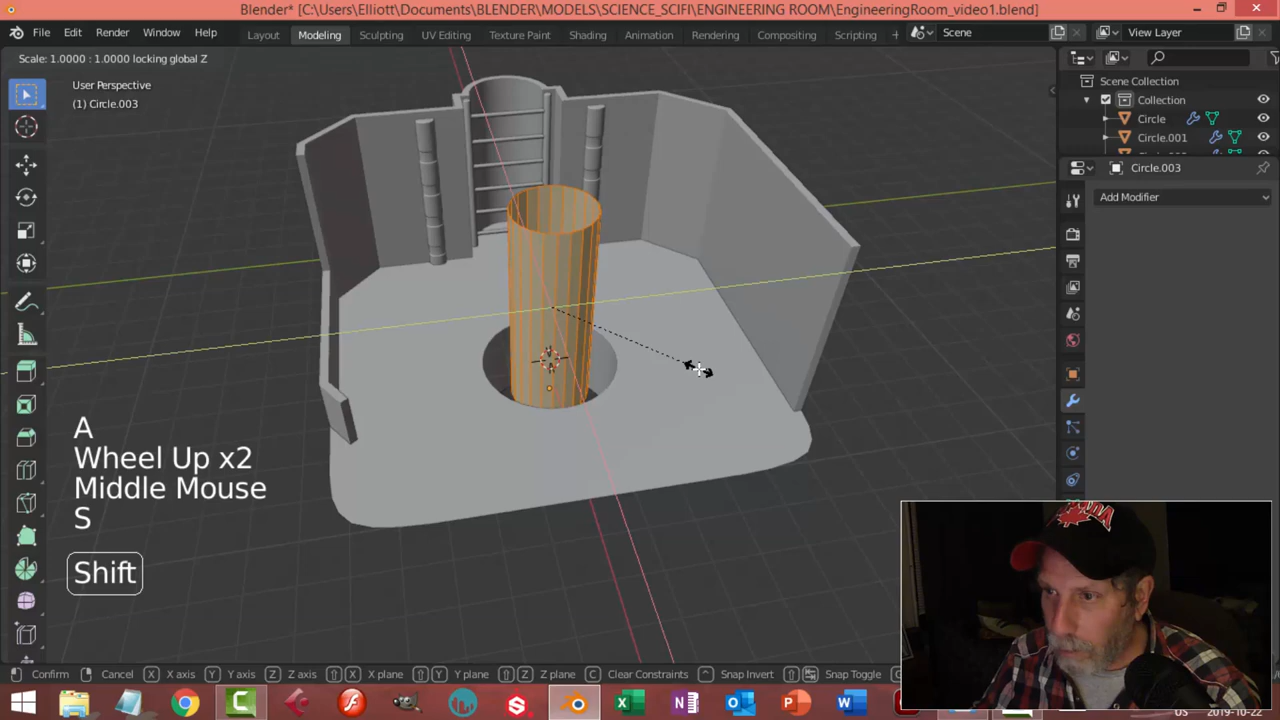 Blender* [C:\Users\Elliott\Documents\BLENDER\MODELS\SCIENCE_SCIFI\ENGINEERING ROOM\EngineeringRoom_video1.blend]
File Edit Render Window Help Layout Modeling Sculpting UV Editing Texture Paint Shading Animation Rendering Compositing Scripting + Scene View Layer
Scale: 1.0000 : 1.0000 locking global Z
User Perspective
(1) Circle.003
Scene Collection
Collection
Circle
Circle.001
Circle.003
Add Modifier
A
Wheel Up x2
Middle Mouse
S
Shift
Confirm Cancel X X axis Y Y axis Z Z axis X X plane Y Y plane Z Z plane C Clear Constraints Snap Invert Snap Toggle
2019-10-22